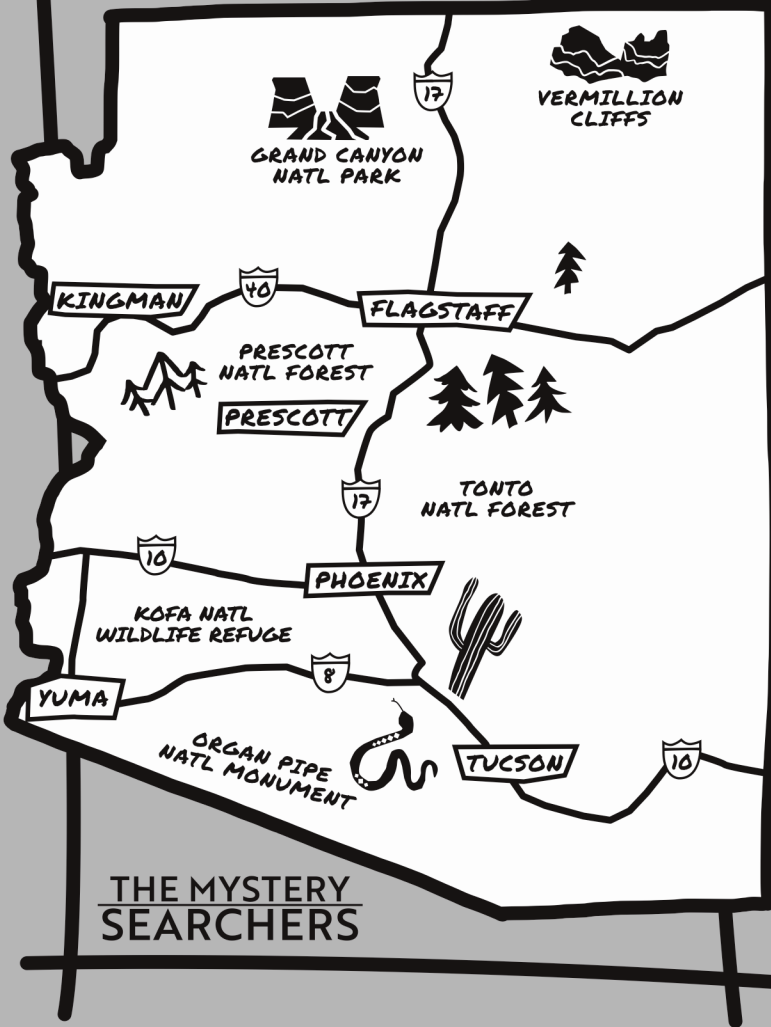 VERMILLION
CLIFFS
17
GRAND CANYON
NATL PARK
KINGMAN
40
FLAGSTAFF
PRESCOTT
NATL FOREST
PRESCOTT
17
TONTO
NATL FOREST
10
PHOENIX
KOFA NATL
WILDLIFE REFUGE
8
YUMA
ORGAN PIPE
NATL MONUMENT
TUCSON
10
THE MYSTERY
SEARCHERS